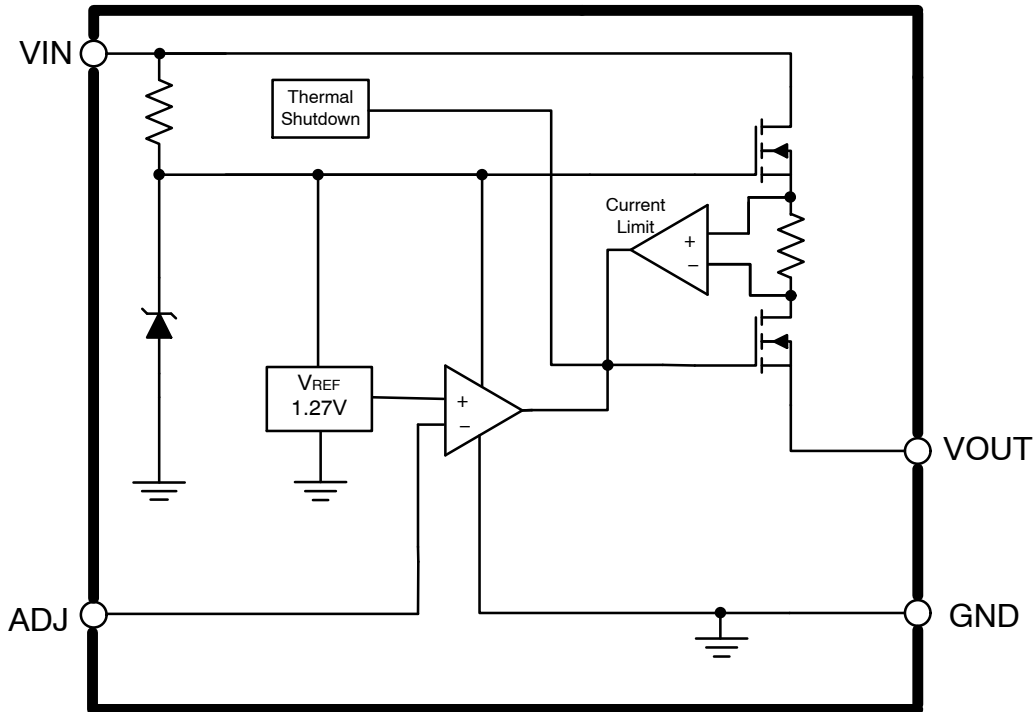 VIN
Thermal
Shutdown
Current
Limit
+
−
VREF
1.27V
+
−
VOUT
ADJ
GND